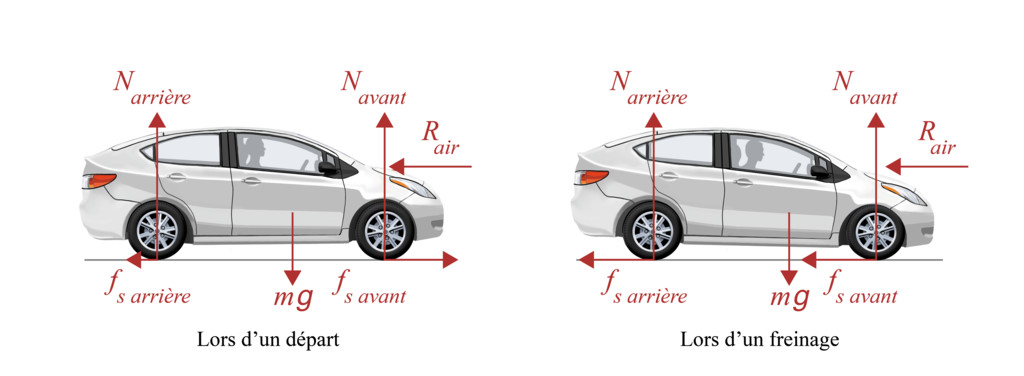 N arrière
N avant
R air
f s arrière
mg
f s avant
Lors d’un départ
N arrière
N avant
R air
f s arrière
mg
f s avant
Lors d’un freinage